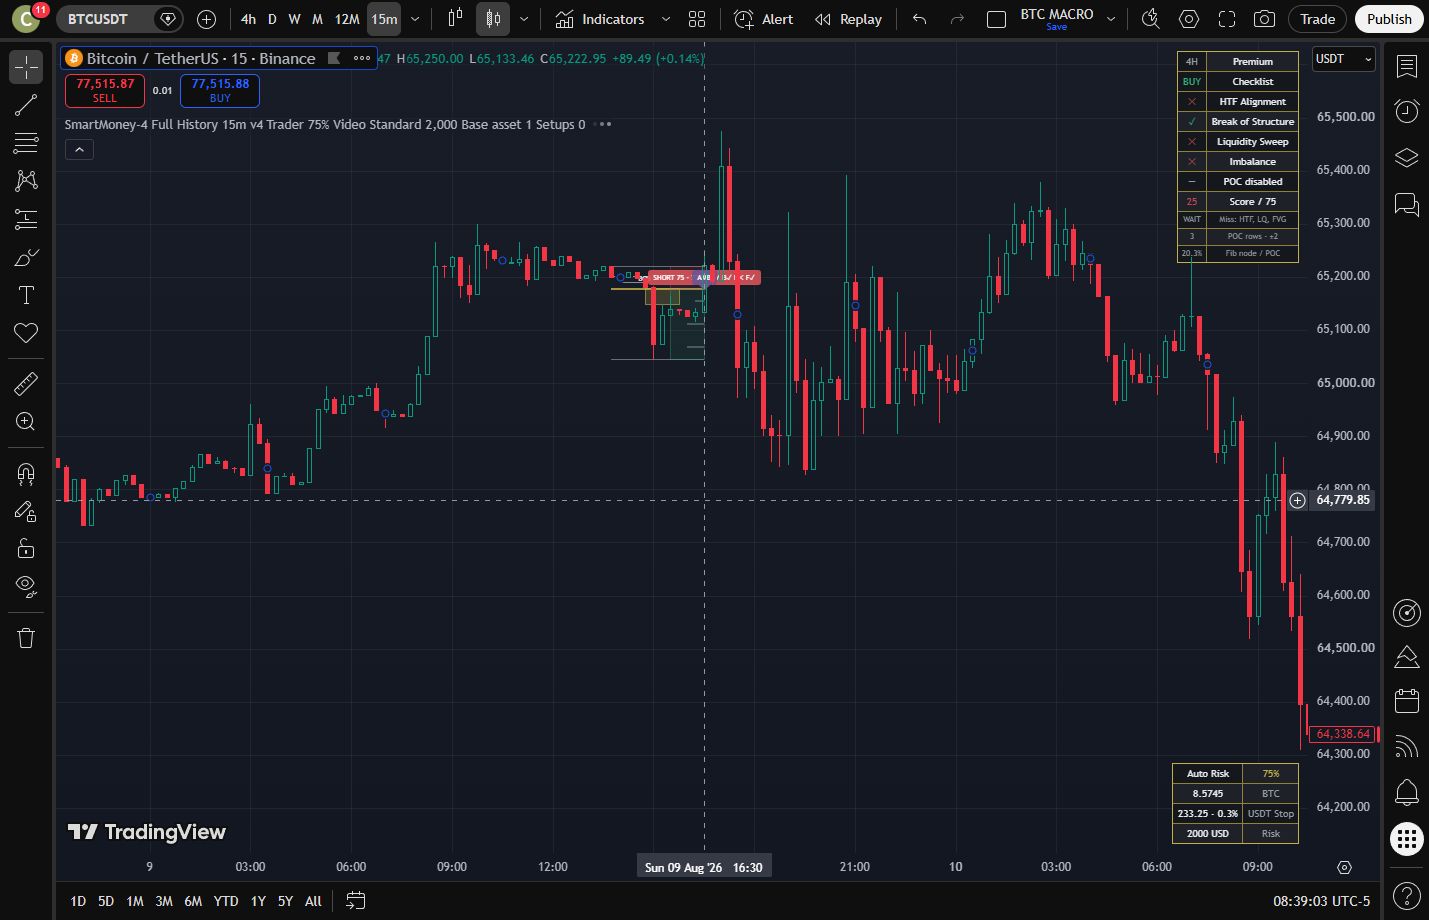 C 11 BTCUSDT 4h D W M 12M 15m Indicators Alert Replay BTC MACRO Save Trade Publish
Bitcoin / TetherUS · 15 · Binance 47 H65,250.00 L65,133.46 C65,222.95 +89.49 (+0.14%)
77,515.87 SELL 0.01 77,515.88 BUY
SmartMoney-4 Full History 15m v4 Trader 75% Video Standard 2,000 Base asset 1 Setups 0
4H Premium
BUY Checklist
✕ HTF Alignment
✓ Break of Structure
✕ Liquidity Sweep
✕ Imbalance
– POC disabled
25 Score / 75
WAIT Miss: HTF, LQ, FVG
3 POC rows - ±2
20.3% Fib node / POC
USDT
65,500.00
65,400.00
65,300.00
65,200.00
65,100.00
65,000.00
64,900.00
64,800.00
64,779.85
64,700.00
64,600.00
64,500.00
64,400.00
64,338.64
64,300.00
64,200.00
SHORT 75 -
Auto Risk 75%
8.5745 BTC
233.25 - 0.3% USDT Stop
2000 USD Risk
TradingView
9 03:00 06:00 09:00 12:00 Sun 09 Aug '26 16:30 21:00 10 03:00 06:00 09:00
1D 5D 1M 3M 6M YTD 1Y 5Y All 08:39:03 UTC-5